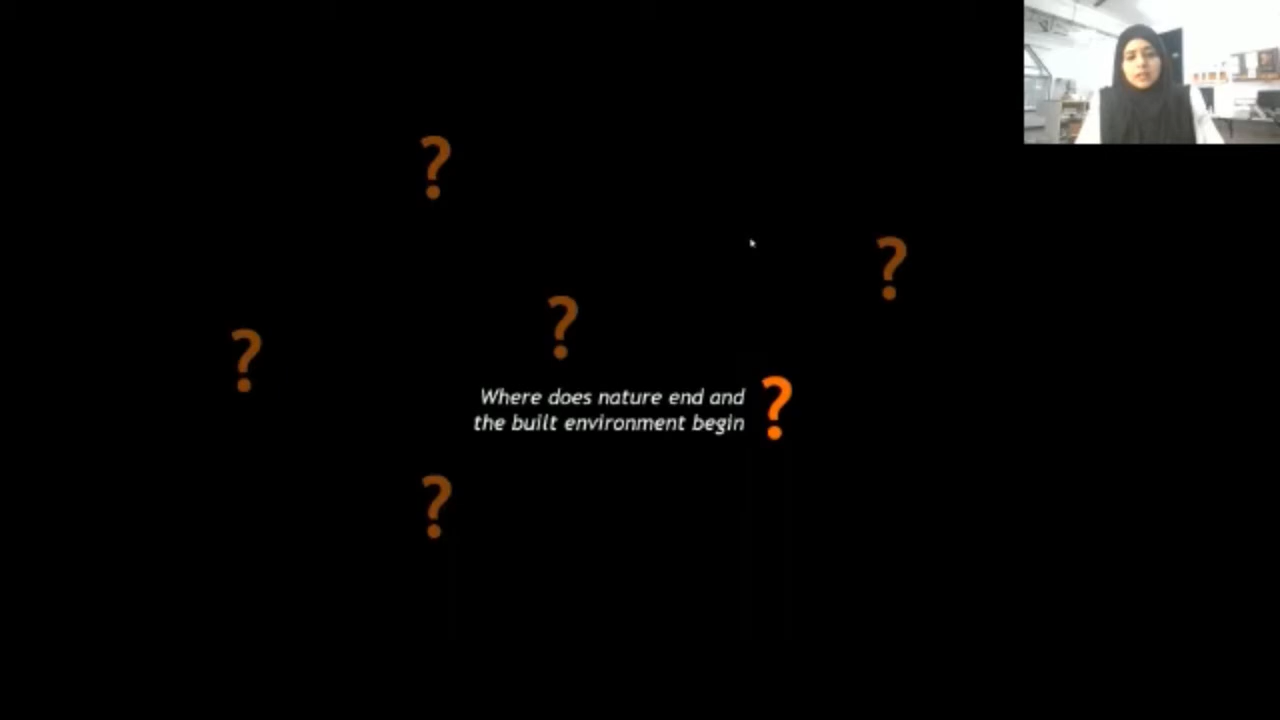 ?
?
?
?
Where does nature end and
the built environment begin ?
?